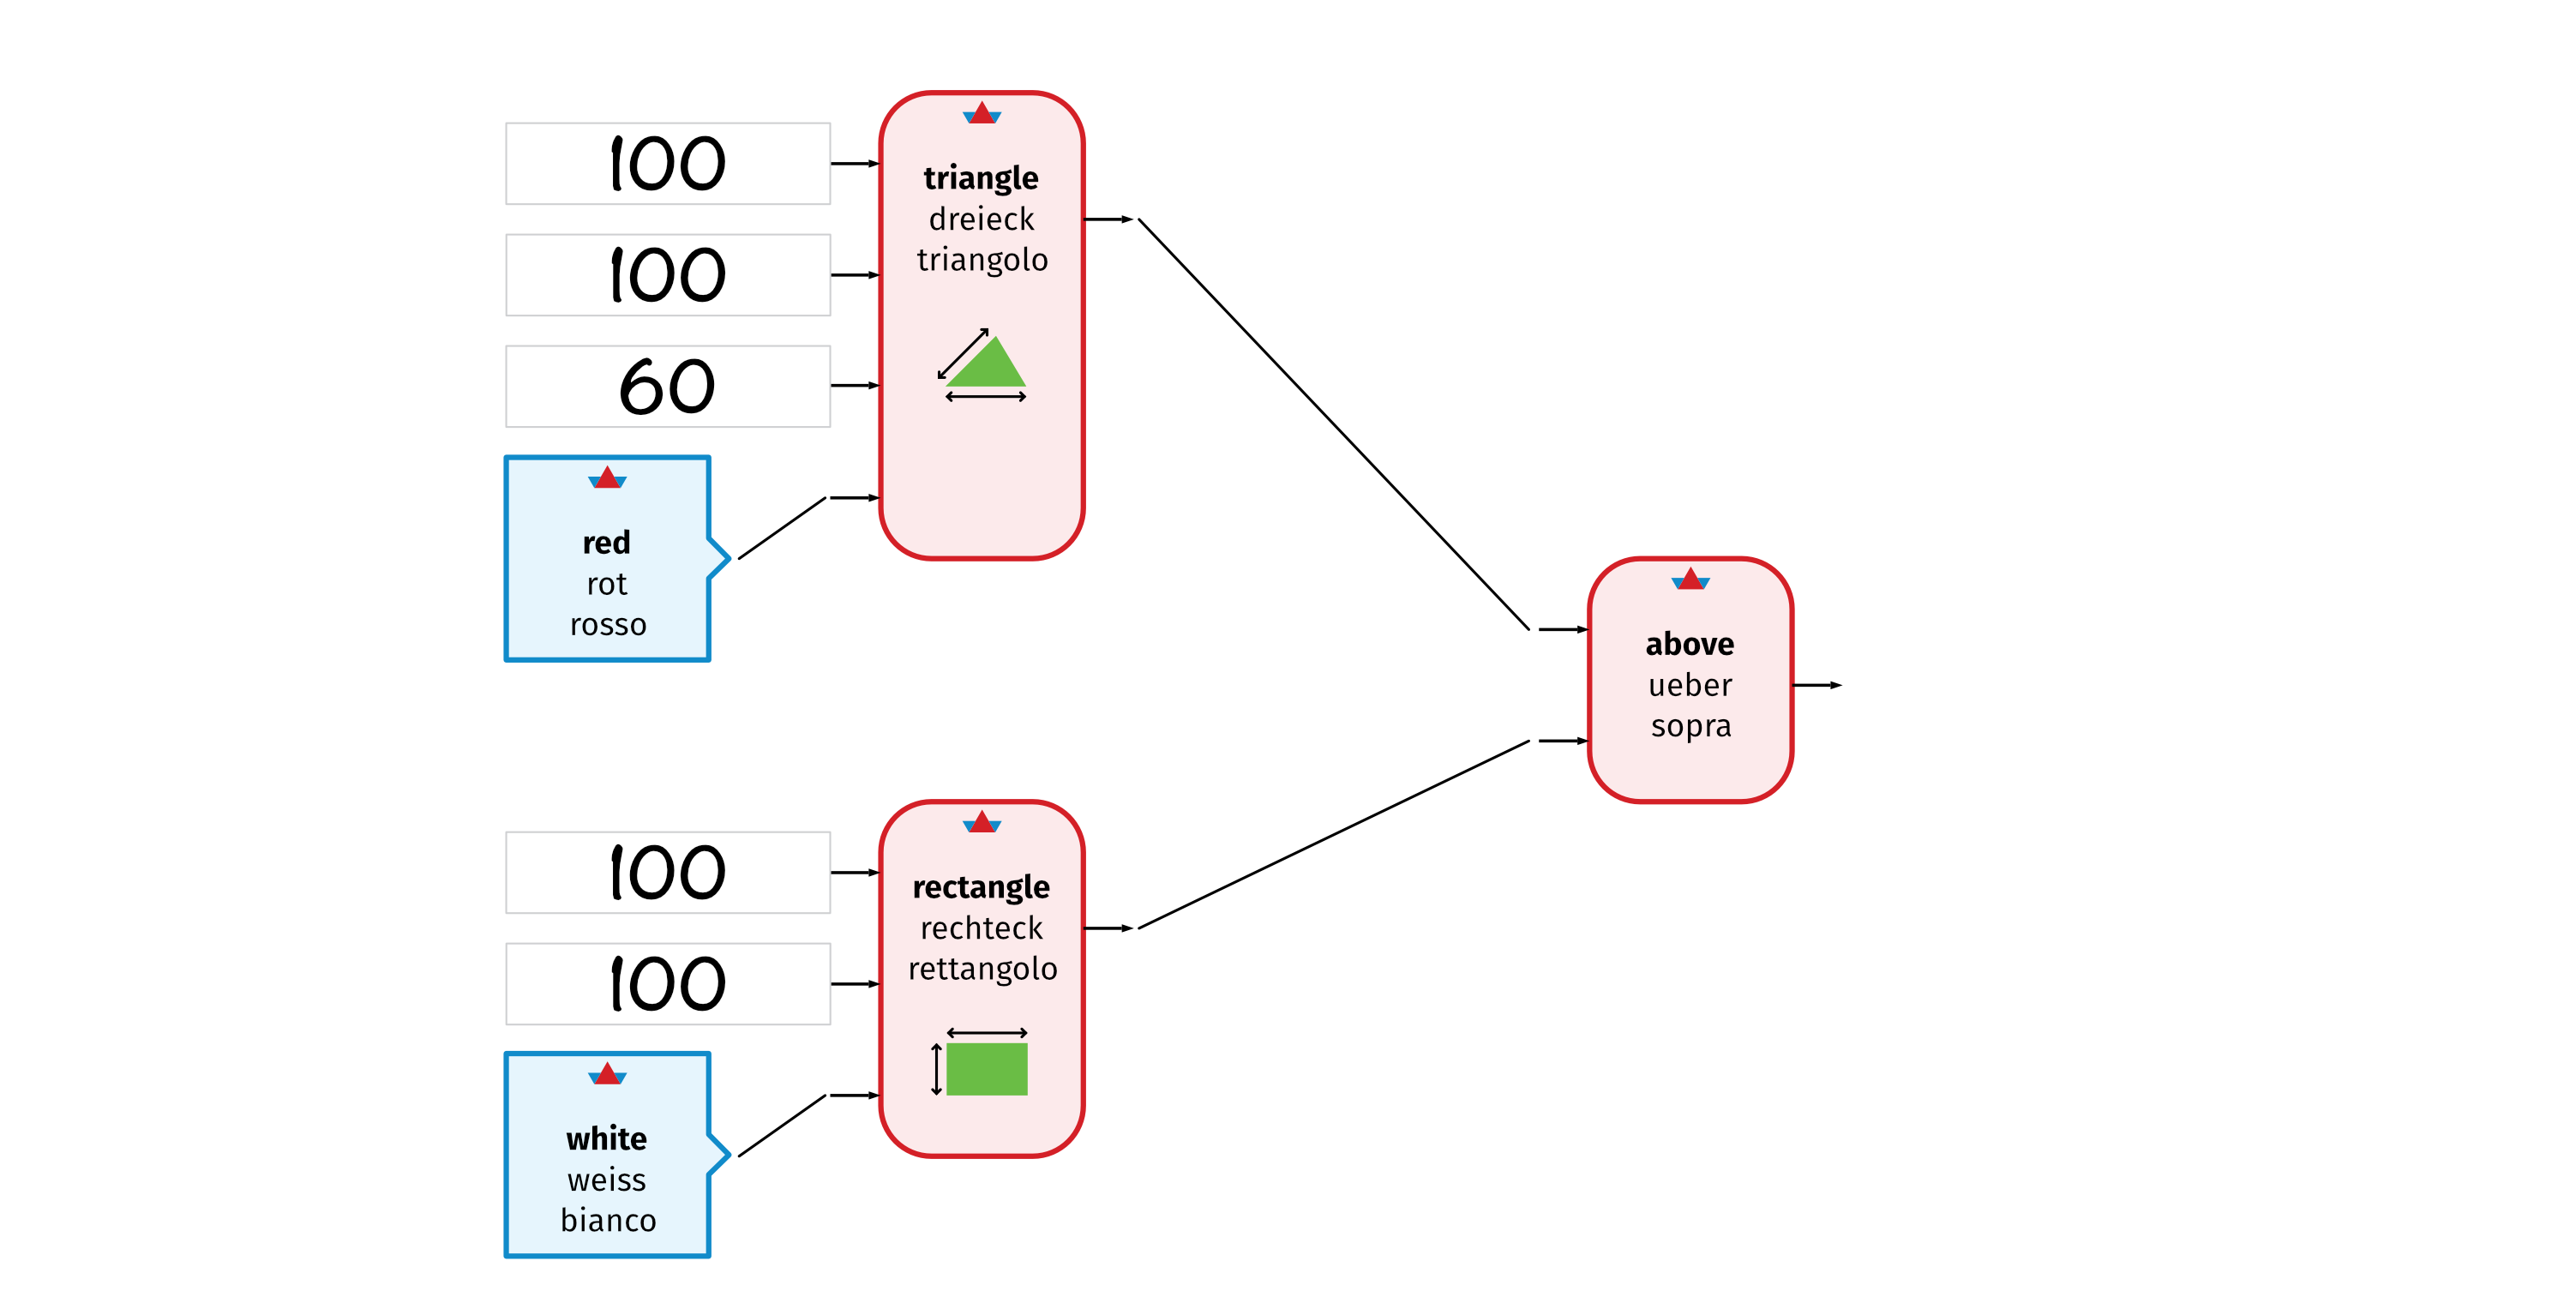 100
100
60
red
rot
rosso
triangle
dreieck
triangolo
100
100
white
weiss
bianco
rectangle
rechteck
rettangolo
above
ueber
sopra